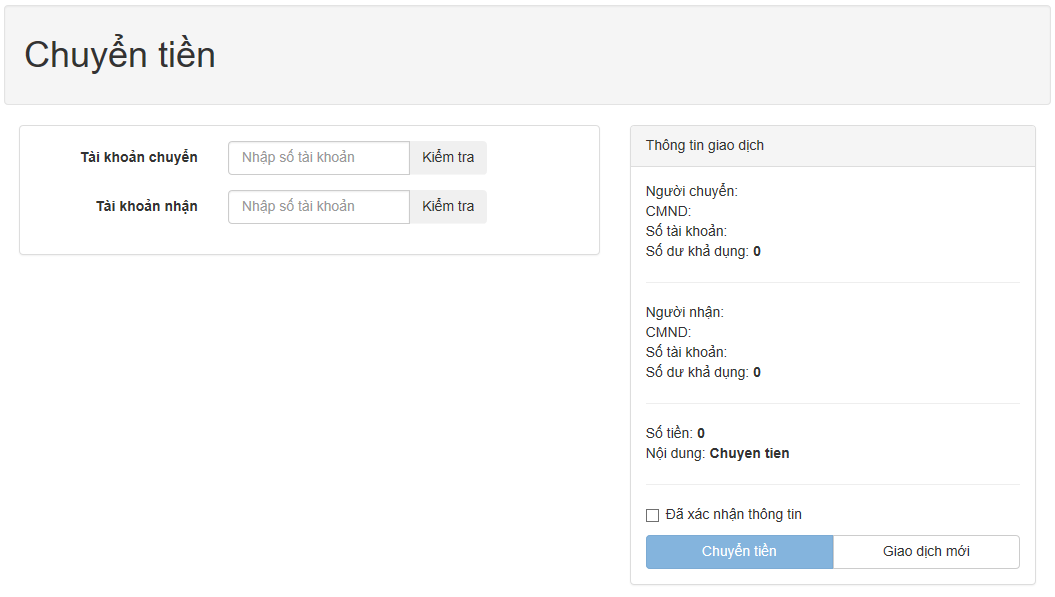 Chuyển tiền
Tài khoản chuyển
Nhập số tài khoản
Kiểm tra
Tài khoản nhận
Nhập số tài khoản
Kiểm tra
Thông tin giao dịch
Người chuyển:
CMND:
Số tài khoản:
Số dư khả dụng: 0
Người nhận:
CMND:
Số tài khoản:
Số dư khả dụng: 0
Số tiền: 0
Nội dung: Chuyen tien
Đã xác nhận thông tin
Chuyển tiền
Giao dịch mới